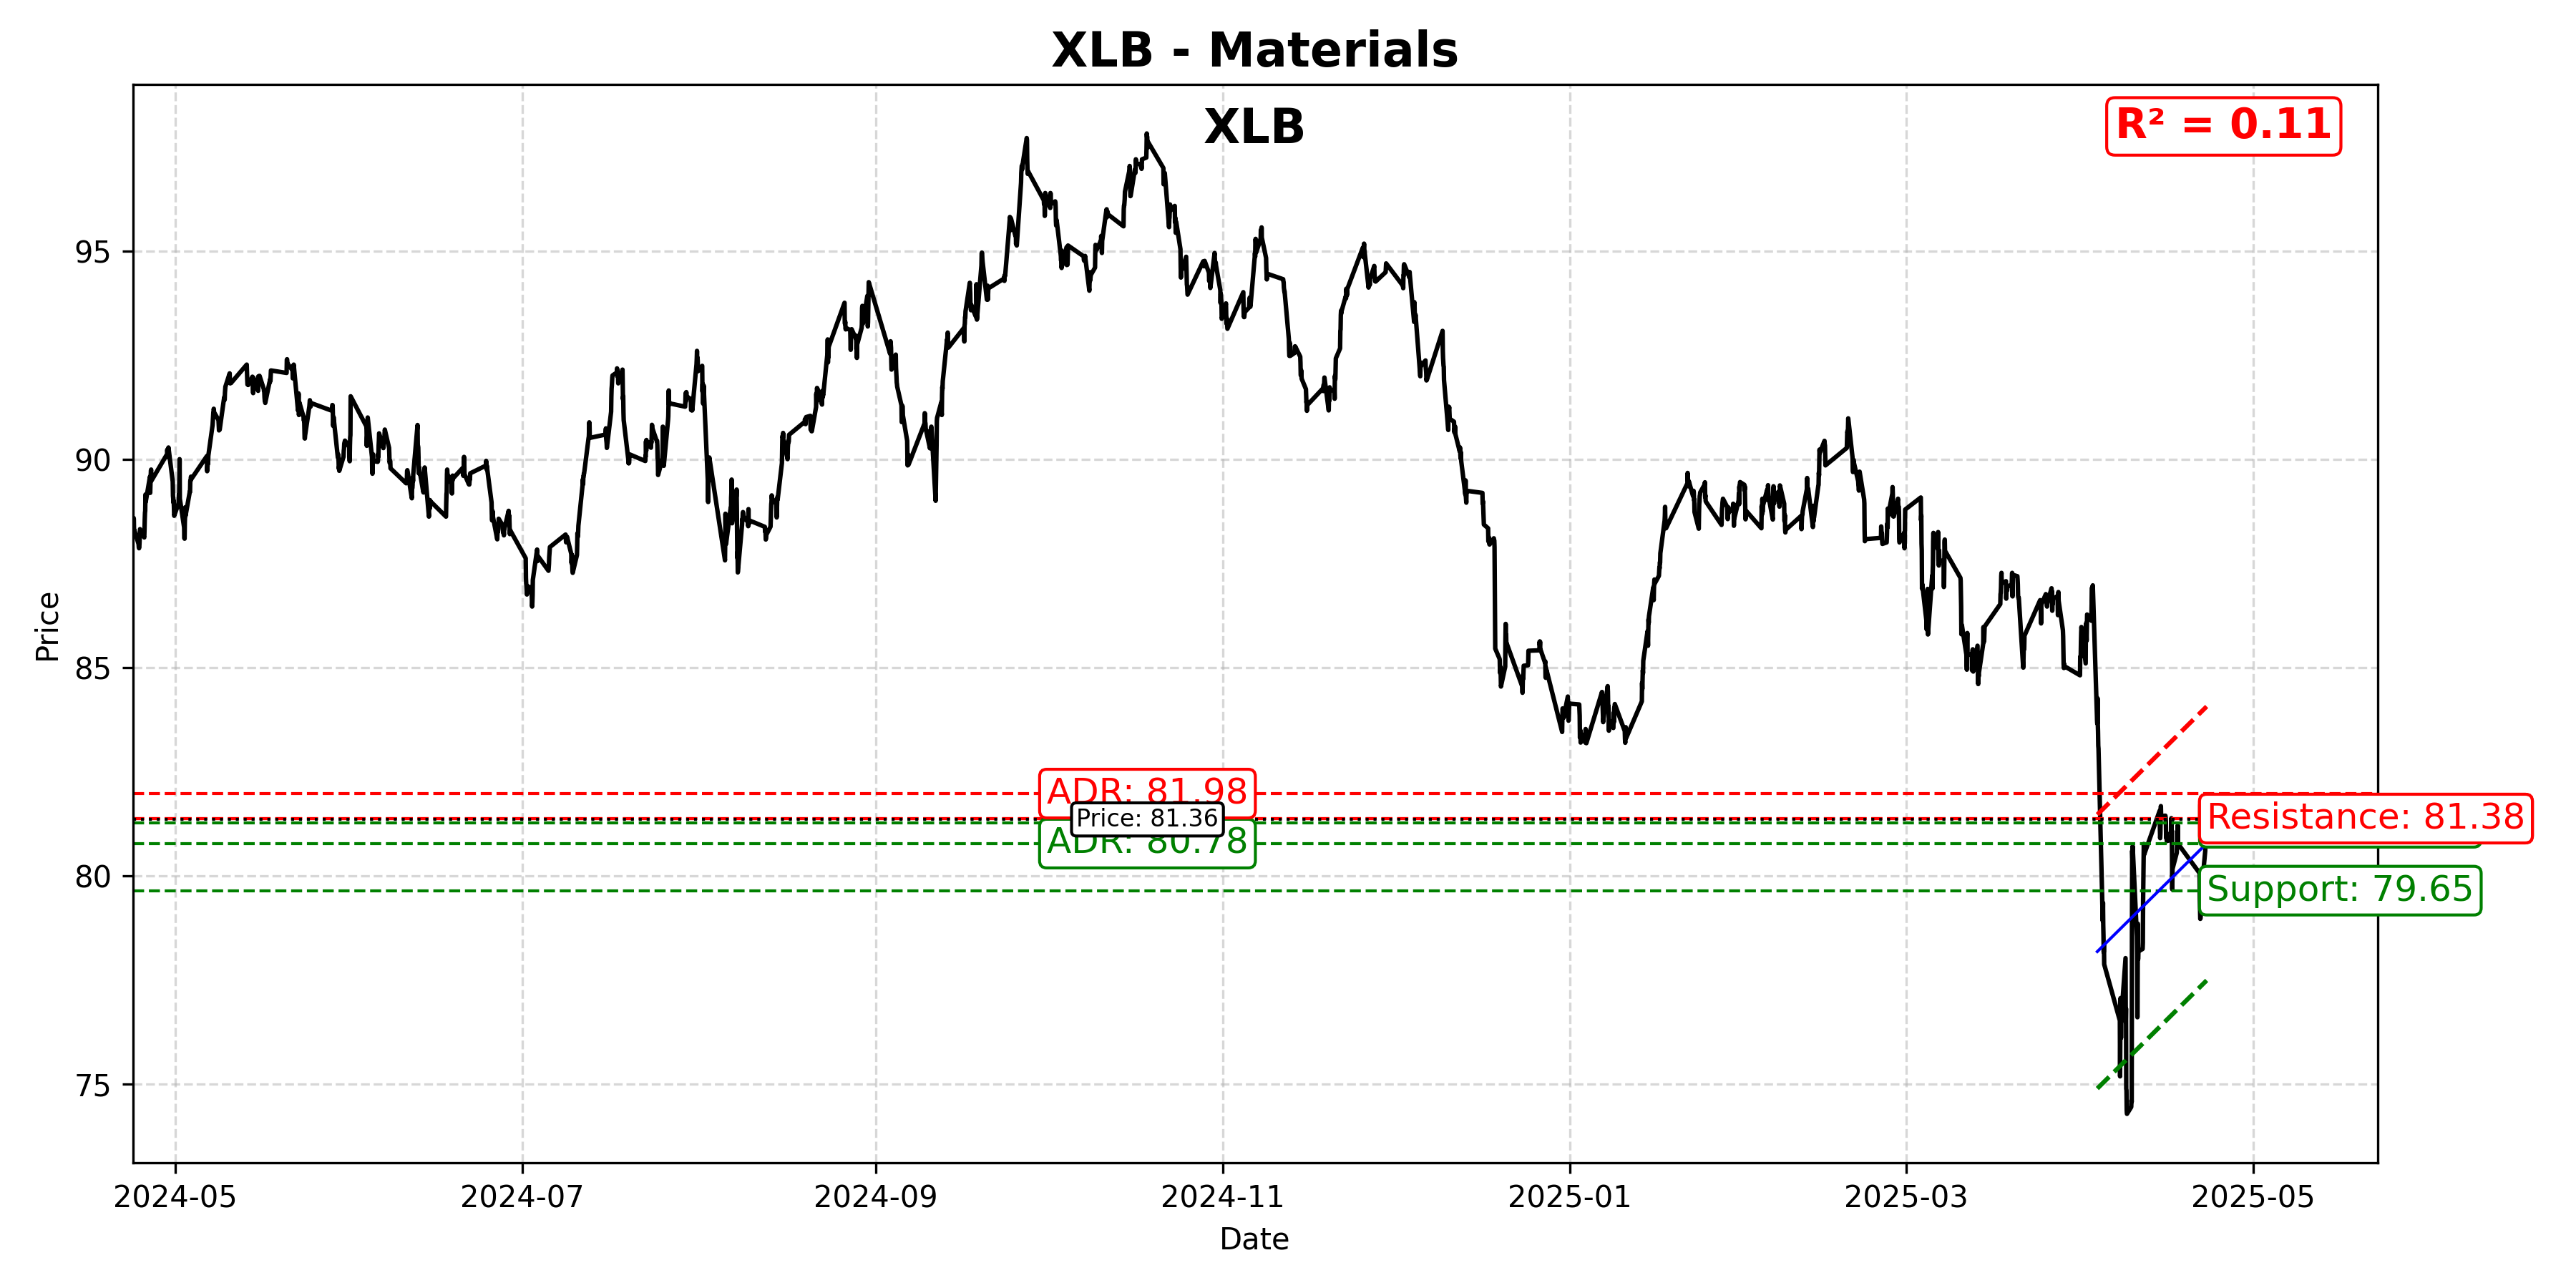 XLB - Materials
XLB
R² = 0.11
95
90
85
80
75
Price
ADR: 81.98
Price: 81.36
ADR: 80.78
Resistance: 81.38
Support: 79.65
2024-05
2024-07
2024-09
2024-11
2025-01
2025-03
2025-05
Date